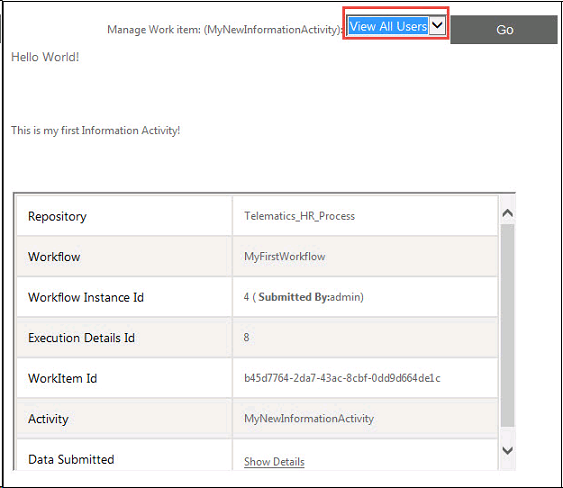 Manage Work item: (MyNewInformationActivity): View All Users Go
Hello World!
This is my first Information Activity!
Repository Telematics_HR_Process
Workflow MyFirstWorkflow
Workflow Instance Id 4 ( Submitted By:admin)
Execution Details Id 8
WorkItem Id b45d7764-2da7-43ac-8cbf-0dd9d664de1c
Activity MyNewInformationActivity
Data Submitted Show Details